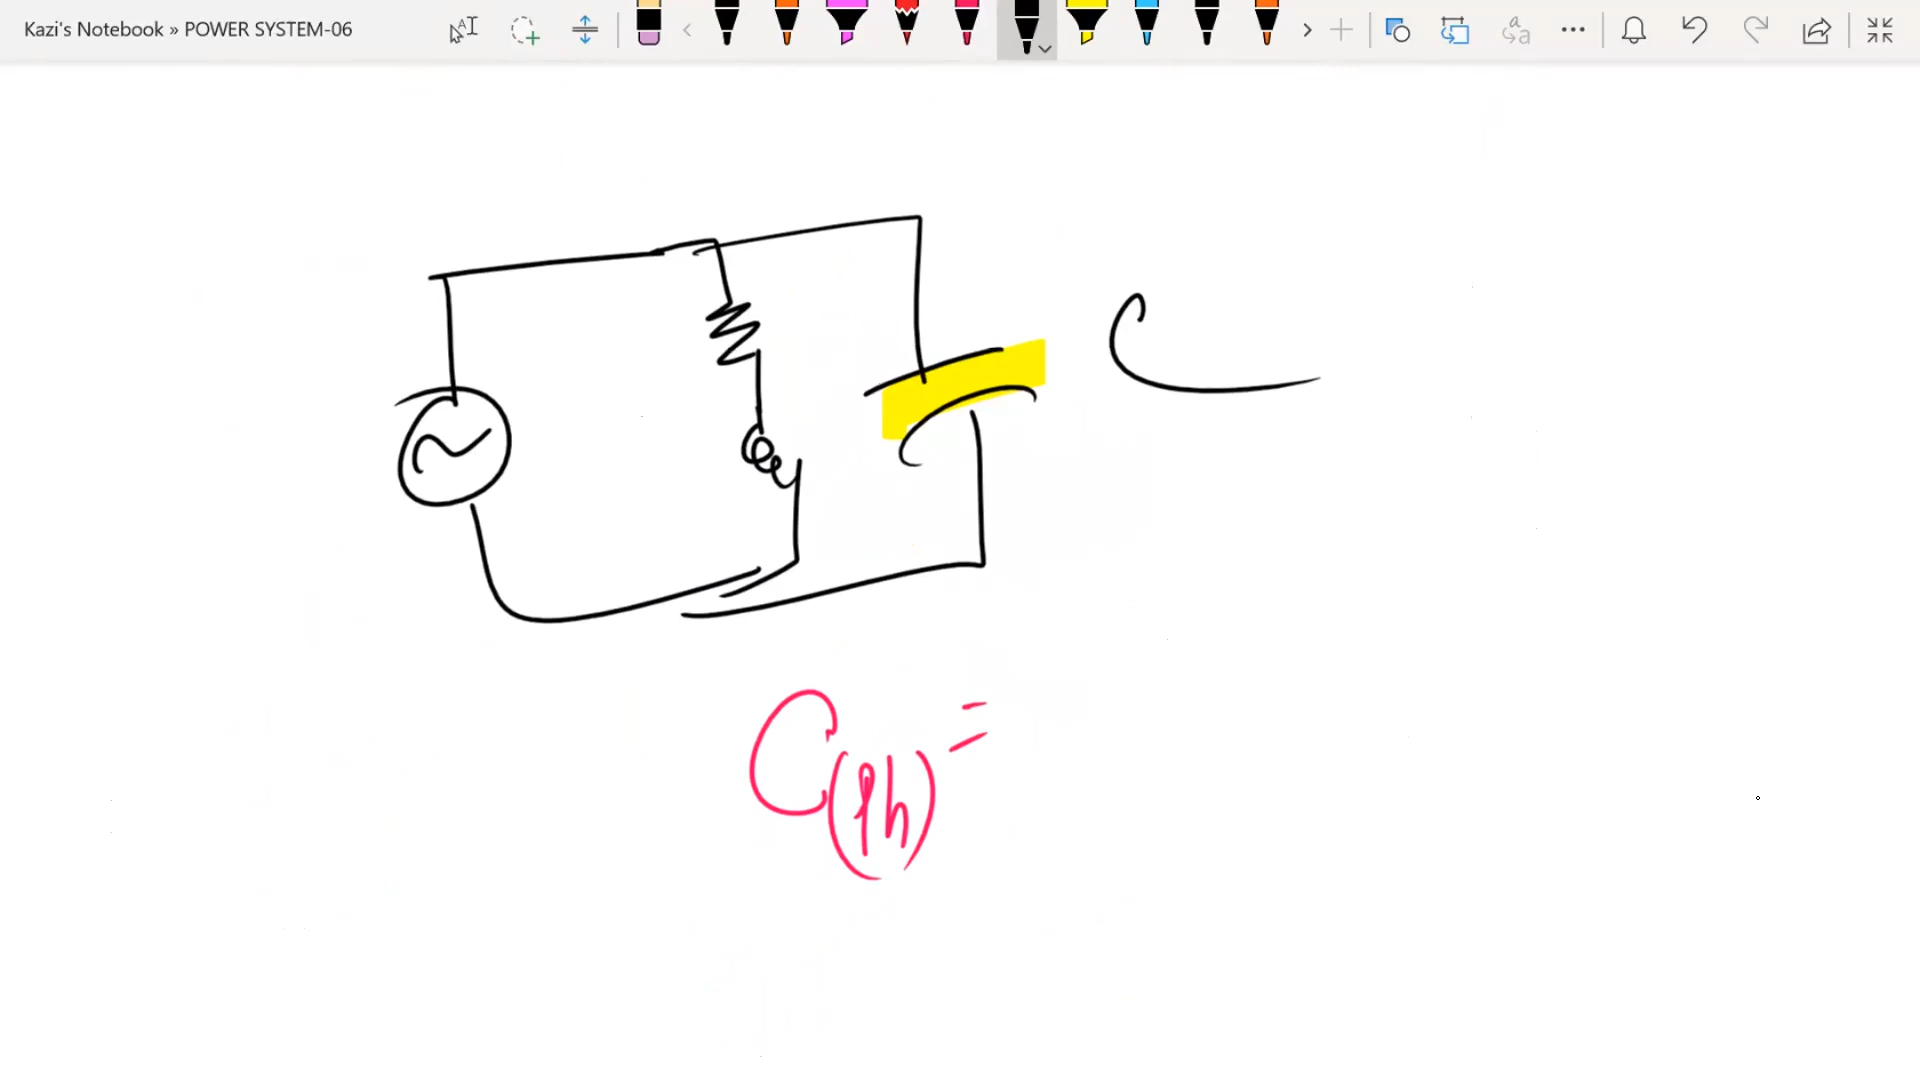 Kazi's Notebook » POWER SYSTEM-06
C
C(ph) =